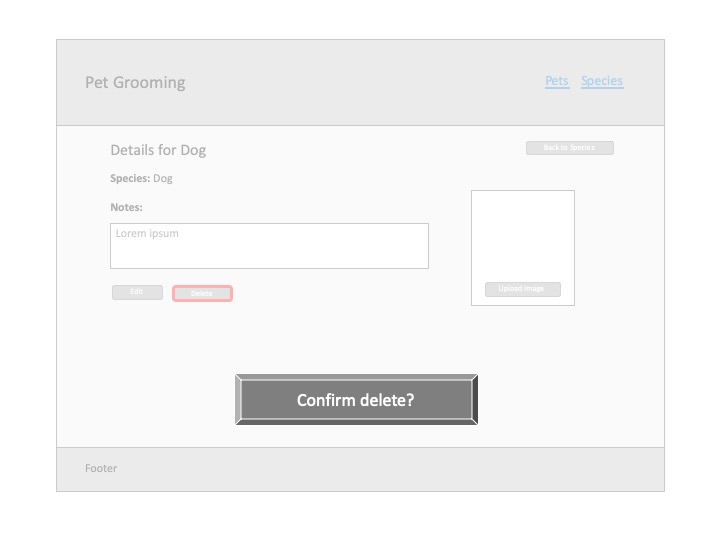 Pet Grooming
Pets Species
Details for Dog
Back to Species
Species: Dog
Notes:
Lorem ipsum
Upload Image
Edit
Delete
Confirm delete?
Footer